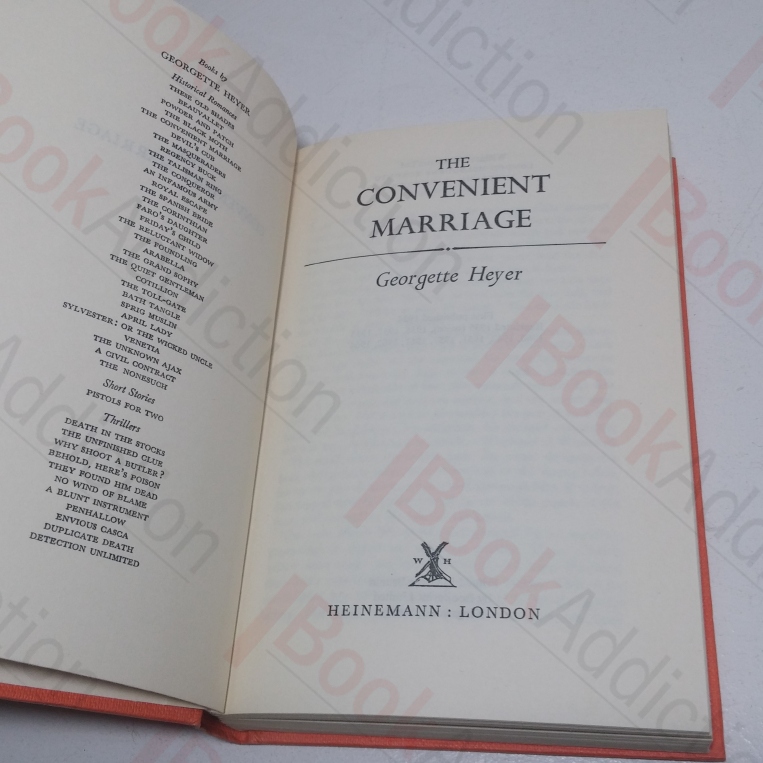 Books by
GEORGETTE HEYER
Historical Romances
THESE OLD SHADES
BEAUVALLET
POWDER AND PATCH
THE BLACK MOTH
THE CONVENIENT MARRIAGE
DEVIL'S CUB
THE MASQUERADERS
REGENCY BUCK
THE TALISMAN RING
THE CONQUEROR
AN INFAMOUS ARMY
ROYAL ESCAPE
THE SPANISH BRIDE
THE CORINTHIAN
FARO'S DAUGHTER
FRIDAY'S CHILD
THE RELUCTANT WIDOW
THE FOUNDLING
ARABELLA
THE GRAND SOPHY
THE QUIET GENTLEMAN
COTILLION
THE TOLL-GATE
BATH TANGLE
SPRIG MUSLIN
APRIL LADY
SYLVESTER: OR THE WICKED UNCLE
VENETIA
THE UNKNOWN AJAX
A CIVIL CONTRACT
THE NONESUCH
Short Stories
PISTOLS FOR TWO
Thrillers
DEATH IN THE STOCKS
THE UNFINISHED CLUE
WHY SHOOT A BUTLER?
BEHOLD, HERE'S POISON
THEY FOUND HIM DEAD
NO WIND OF BLAME
A BLUNT INSTRUMENT
PENHALLOW
ENVIOUS CASCA
DUPLICATE DEATH
DETECTION UNLIMITED
THE
CONVENIENT
MARRIAGE
Georgette Heyer
W H
HEINEMANN : LONDON
BookAddiction
BookAddiction
BookAddiction
BookAddiction